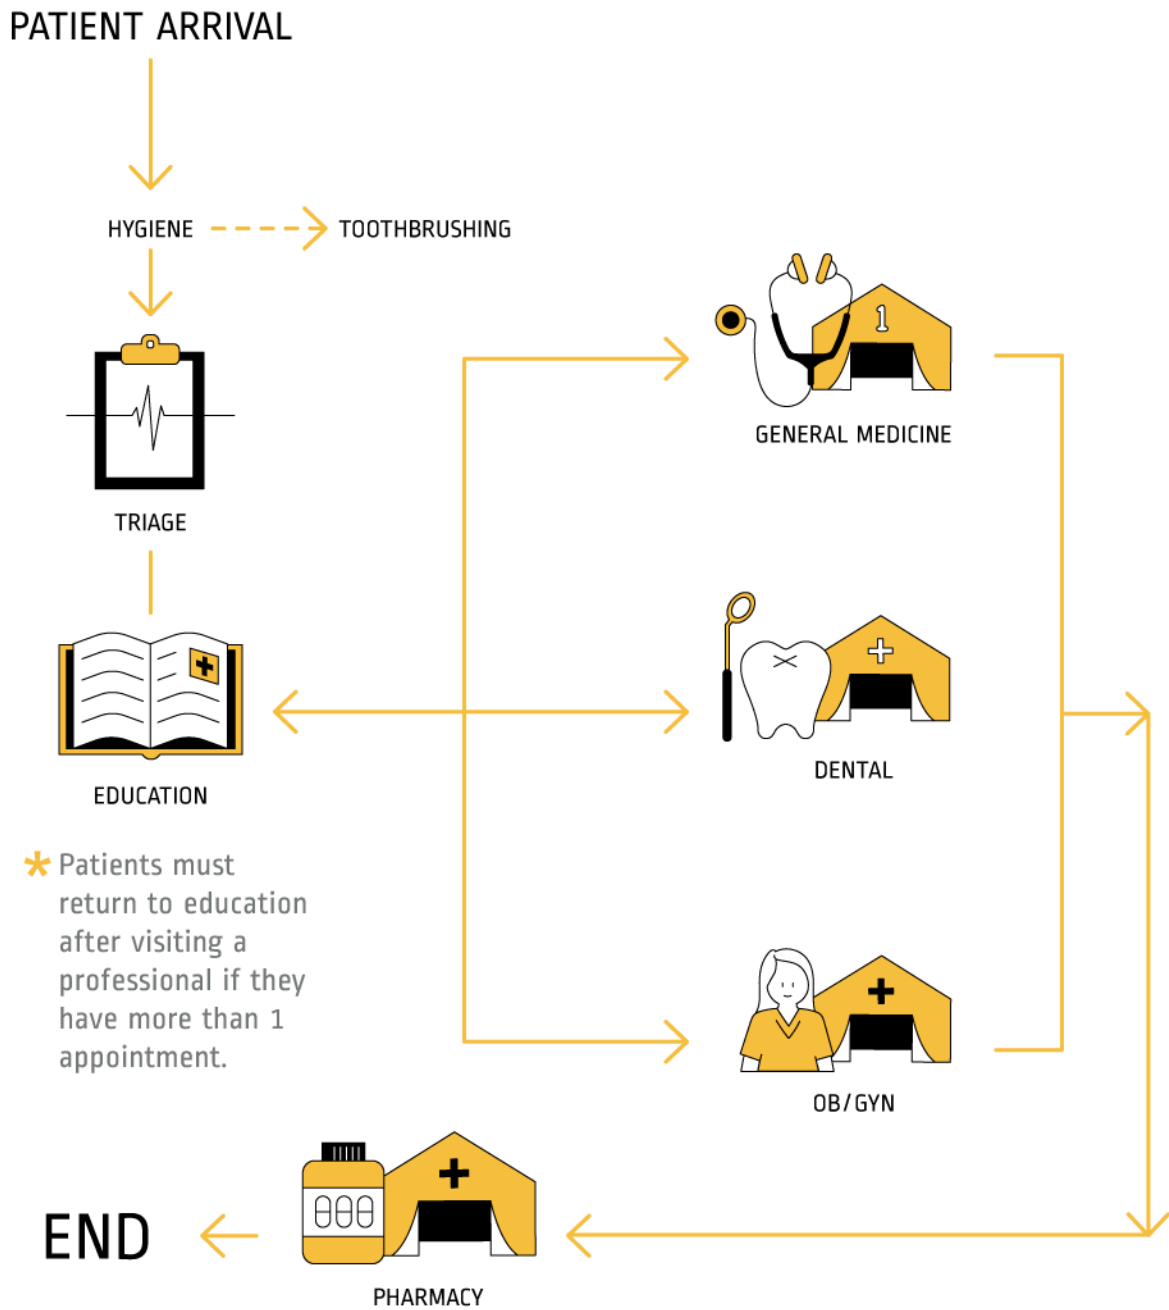 PATIENT ARRIVAL
HYGIENE
TOOTHBRUSHING
1
GENERAL MEDICINE
TRIAGE
DENTAL
EDUCATION
* Patients must
return to education
after visiting a
professional if they
have more than 1
appointment.
OB/GYN
END
PHARMACY